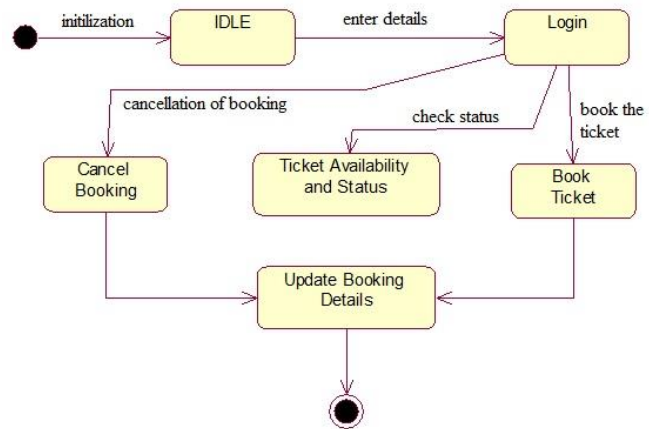 initilization
IDLE
enter details
Login
cancellation of booking
check status
book the
ticket
Cancel
Booking
Ticket Availability
and Status
Book
Ticket
Update Booking
Details